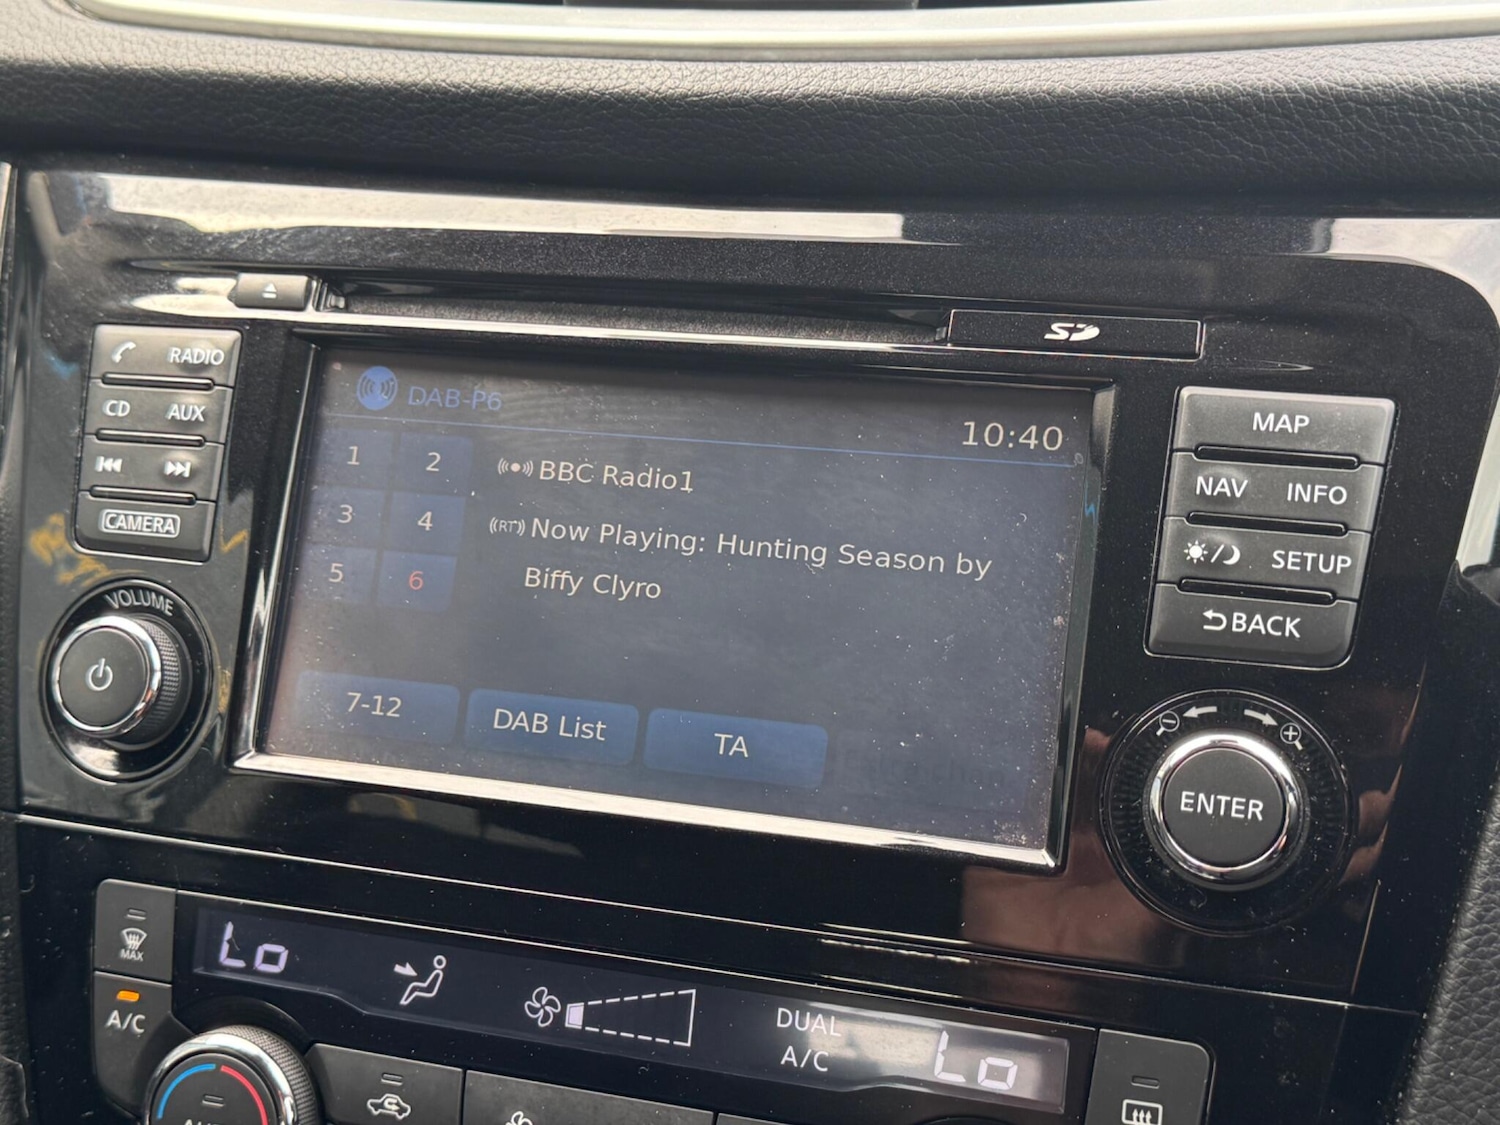 SD
RADIO
CD AUX
CAMERA
VOLUME
DAB-P6
10:40
1 2
3 4
5 6
BBC Radio1
((RT)) Now Playing: Hunting Season by
Biffy Clyro
7-12 DAB List TA
MAP
NAV INFO
SETUP
BACK
ENTER
MAX
A/C
Lo
DUAL
A/C
Lo